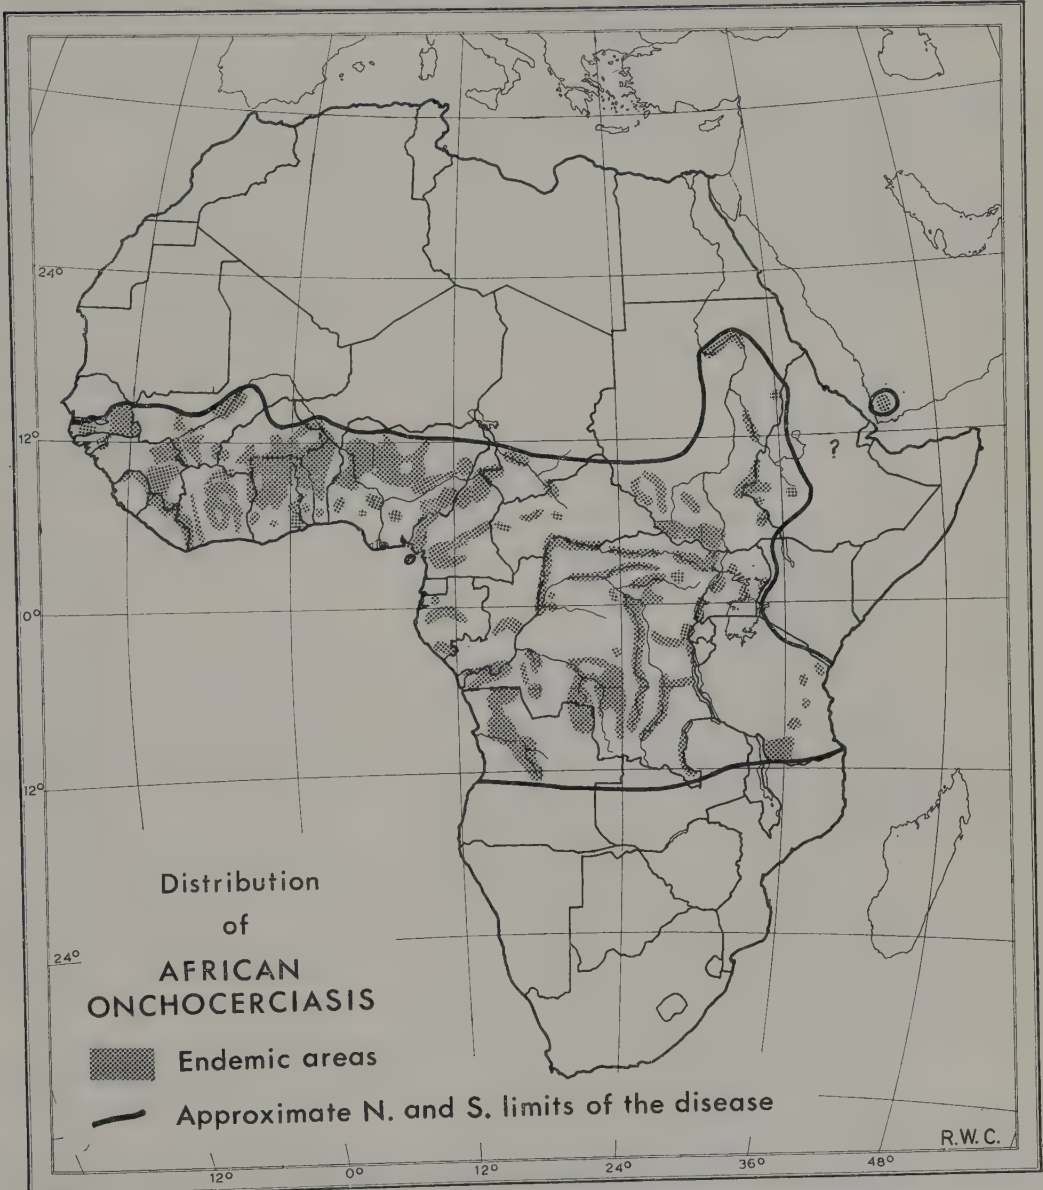 24°
12°
?
0°
12°
Distribution
of
AFRICAN
ONCHOCERCIASIS
24°
Endemic areas
Approximate N. and S. limits of the disease
R.W.C.
12° 0° 12° 24° 36° 48°